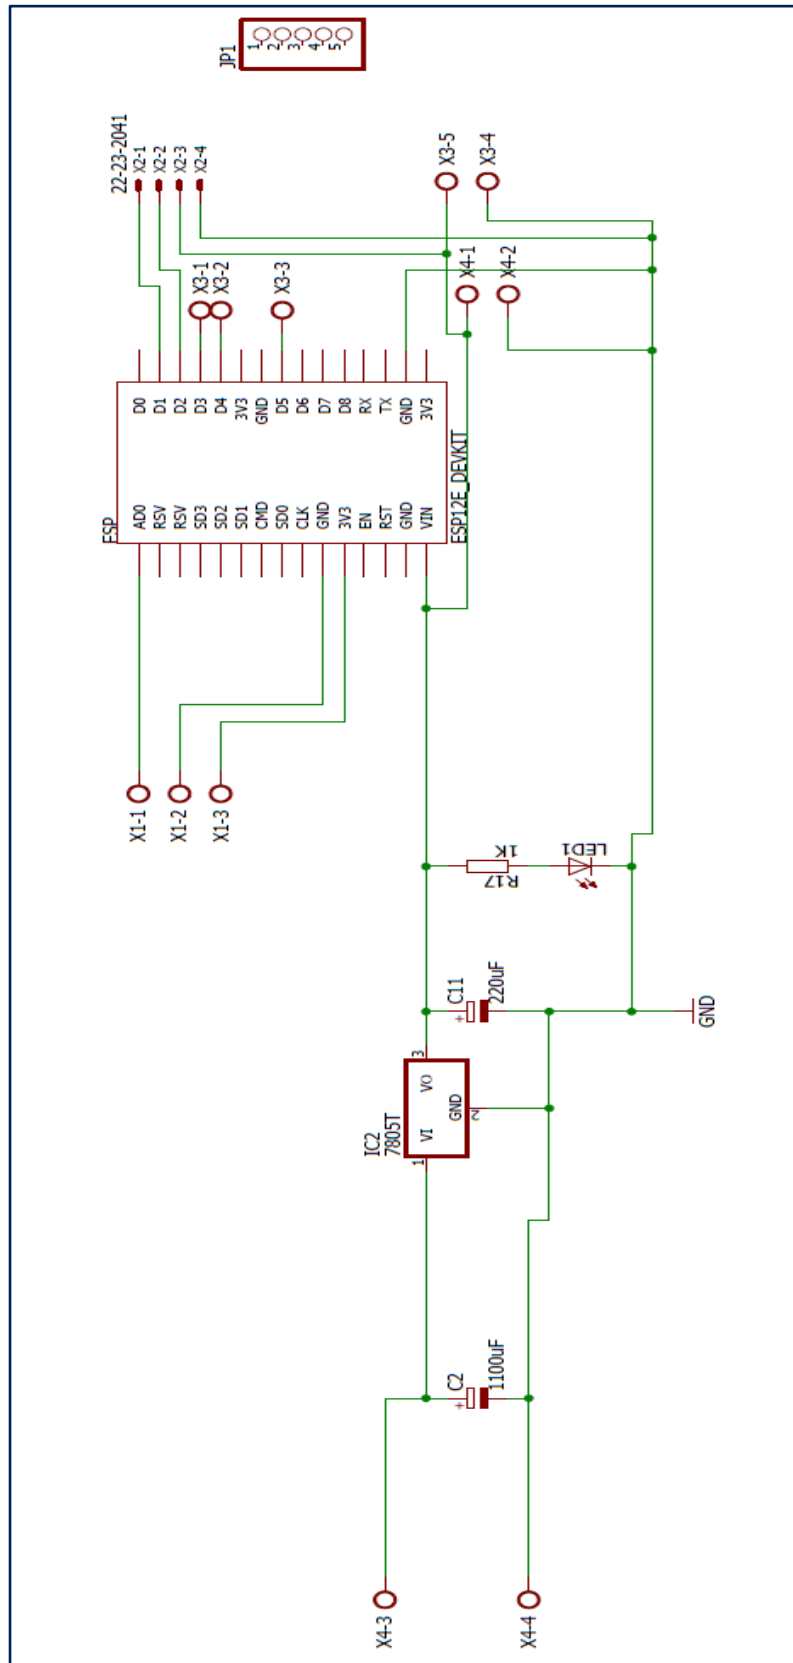 JP1
1
2
3
4
5
22-23-2041
X2-1
X2-2
X2-3
X2-4
X3-5
X3-4
X3-1
X3-2
X3-3
X4-1
X4-2
D0
D1
D2
D3
D4
3V3
GND
D5
D6
D7
D8
RX
TX
GND
3V3
ESP
ESP12E_DEVKIT
AD0
RSV
RSV
SD3
SD2
SD1
CMD
SD0
CLK
GND
3V3
EN
RST
GND
VIN
X1-1
X1-2
X1-3
R17
1K
LED1
C11
220uF
GND
IC2
7805T
3
VO
GND
2
VI
1
C2
1100uF
X4-3
X4-4